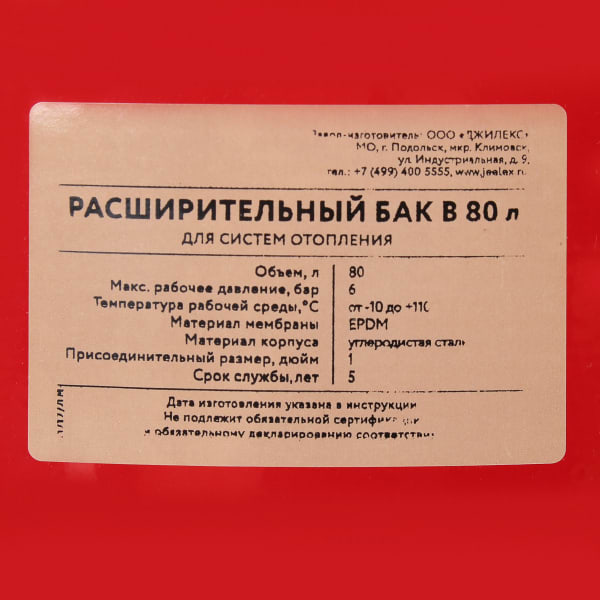 Завод-изготовитель: ООО «ДЖИЛЕКС»
МО, г. Подольск, мкр. Климовск,
ул. Индустриальная, д. 9,
тел.: +7 (499) 400 5555, www.jeelex.ru
РАСШИРИТЕЛЬНЫЙ БАК В 80 л
ДЛЯ СИСТЕМ ОТОПЛЕНИЯ
Объем, л 80
Макс. рабочее давление, бар 6
Температура рабочей среды,°С от -10 до +110
Материал мембраны EPDM
Материал корпуса углеродистая сталь
Присоединительный размер, дюйм 1
Срок службы, лет 5
Дата изготовления указана в инструкции
Не подлежит обязательной сертификации
и обязательному декларированию соответствия